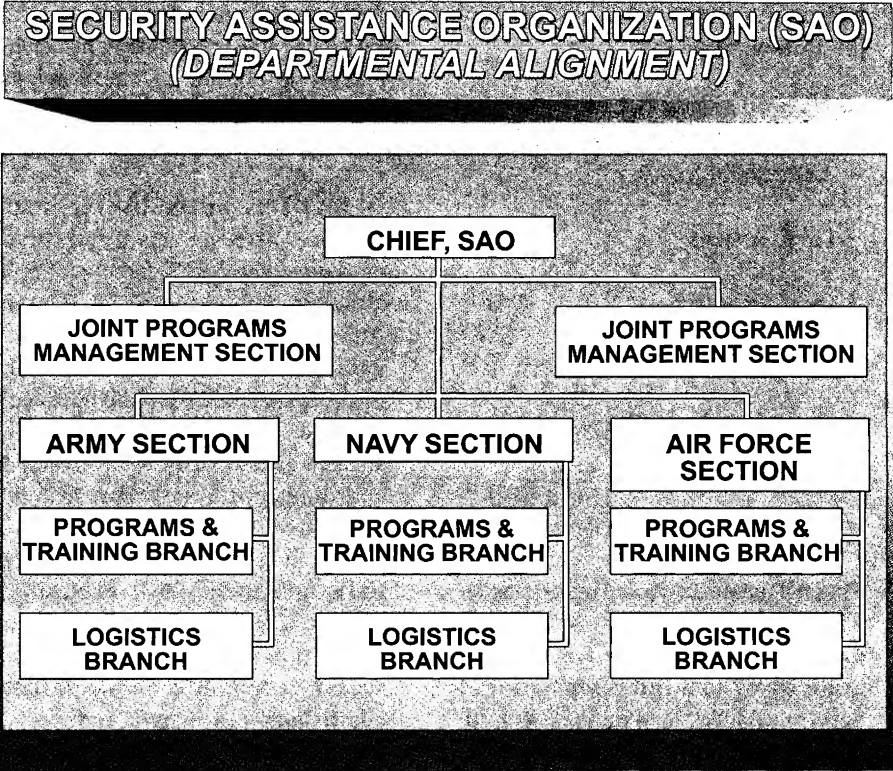 SECURITY ASSISTANCE ORGANIZATION (SAO)
(DEPARTMENTAL ALIGNMENT)
CHIEF, SAO
JOINT PROGRAMS
MANAGEMENT SECTION
JOINT PROGRAMS
MANAGEMENT SECTION
ARMY SECTION
NAVY SECTION
AIR FORCE
SECTION
PROGRAMS &
TRAINING BRANCH
PROGRAMS &
TRAINING BRANCH
PROGRAMS &
TRAINING BRANCH
LOGISTICS
BRANCH
LOGISTICS
BRANCH
LOGISTICS
BRANCH